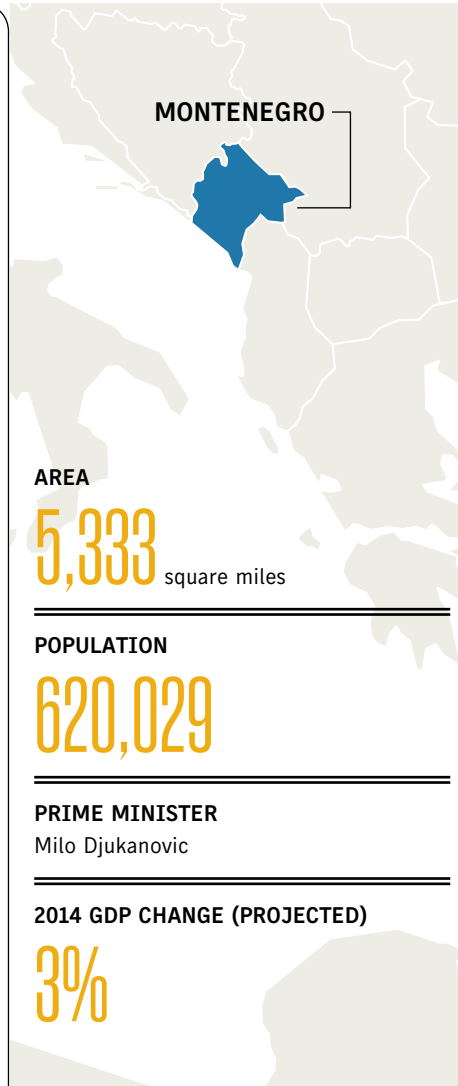 MONTENEGRO
AREA
5,333 square miles
POPULATION
620,029
PRIME MINISTER
Milo Djukanovic
2014 GDP CHANGE (PROJECTED)
3%